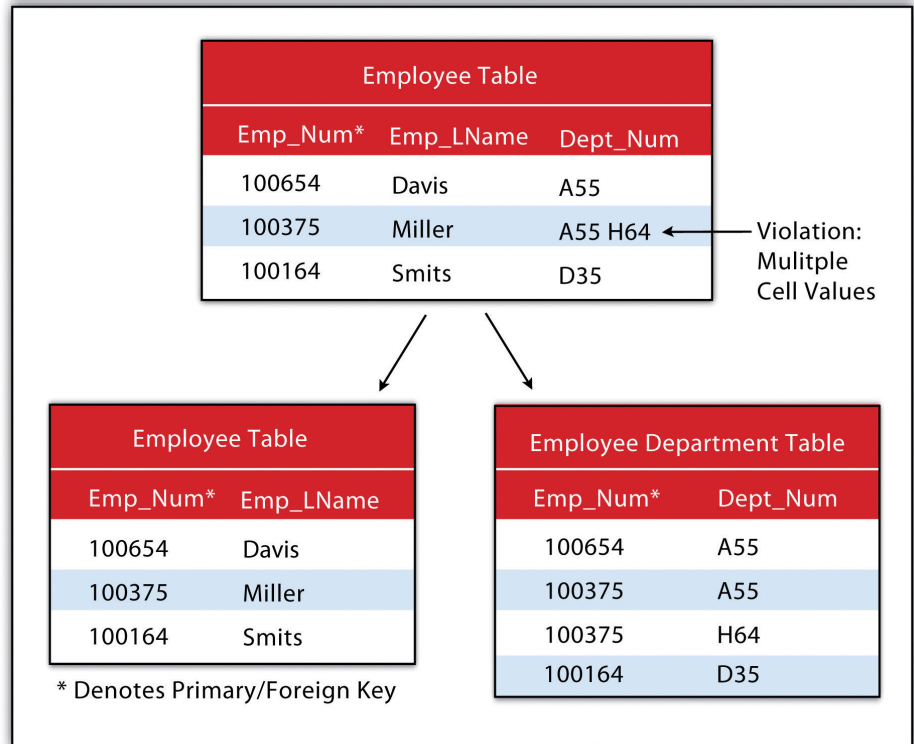 Employee Table
Emp_Num* Emp_LName Dept_Num
100654 Davis A55
100375 Miller A55 H64
100164 Smits D35
Violation:
Mulitple
Cell Values
Employee Table
Emp_Num* Emp_LName
100654 Davis
100375 Miller
100164 Smits
* Denotes Primary/Foreign Key
Employee Department Table
Emp_Num* Dept_Num
100654 A55
100375 A55
100375 H64
100164 D35